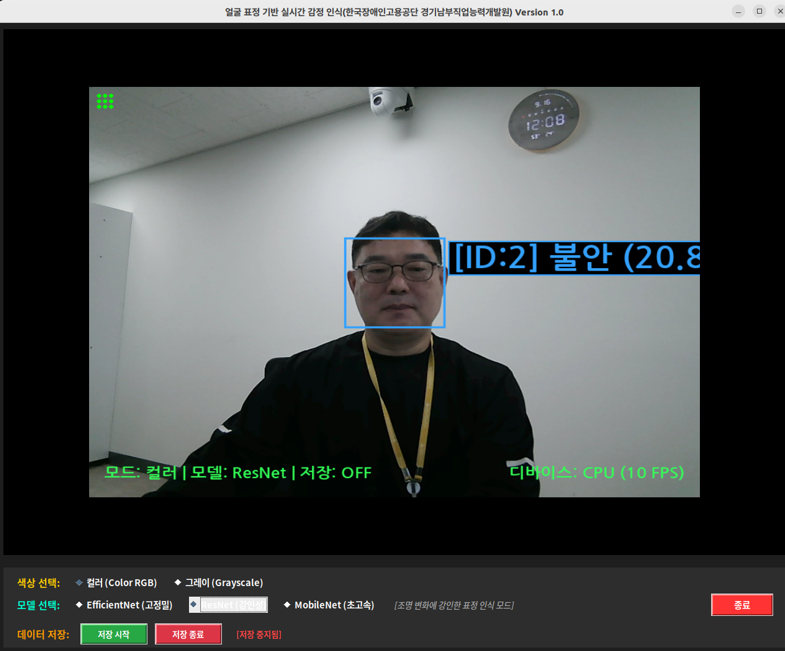 얼굴 표정 기반 실시간 감정 인식(한국장애인고용공단 경기남부직업능력개발원) Version 1.0
12:08
[ID:2] 불안 (20.8
모드: 컬러 | 모델: ResNet | 저장: OFF
디바이스: CPU (10 FPS)
색상 선택: 컬러 (Color RGB) 그레이 (Grayscale)
모델 선택: EfficientNet (고정밀) ResNet MobileNet (초고속) [조명 변화에 강인한 표정 인식 모드]
종료
데이터 저장: 저장 시작 저장 종료 [저장 중지됨]